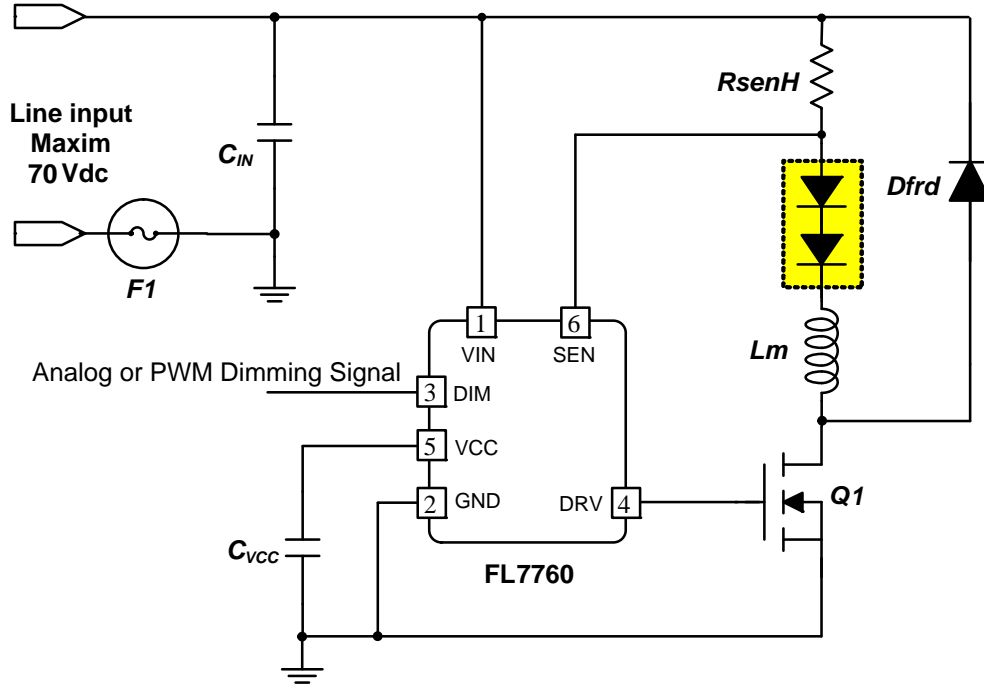 RsenH
Line input
Maxim
70 Vdc
C_IN
Dfrd
F1
1
6
VIN
SEN
Lm
Analog or PWM Dimming Signal
3
DIM
5
VCC
2
GND
DRV
4
Q1
C_VCC
FL7760